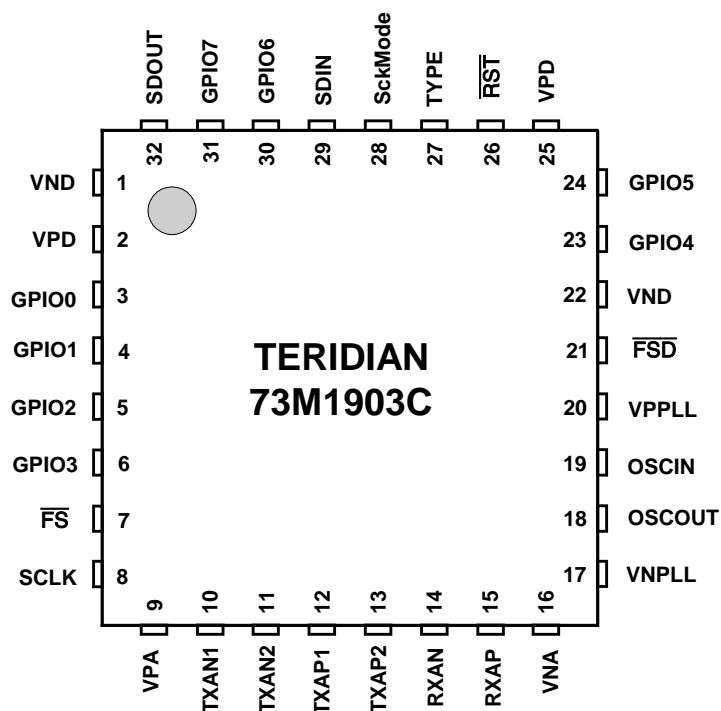 SDOUT
GPIO7
GPIO6
SDIN
SckMode
TYPE
RST
VPD
32
31
30
29
28
27
26
25
VND 1
24 GPIO5
VPD 2
23 GPIO4
GPIO0 3
22 VND
GPIO1 4
21 FSD
TERIDIAN
73M1903C
GPIO2 5
20 VPPLL
GPIO3 6
19 OSCIN
FS 7
18 OSCOUT
SCLK 8
17 VNPLL
9
10
11
12
13
14
15
16
VPA
TXAN1
TXAN2
TXAP1
TXAP2
RXAN
RXAP
VNA